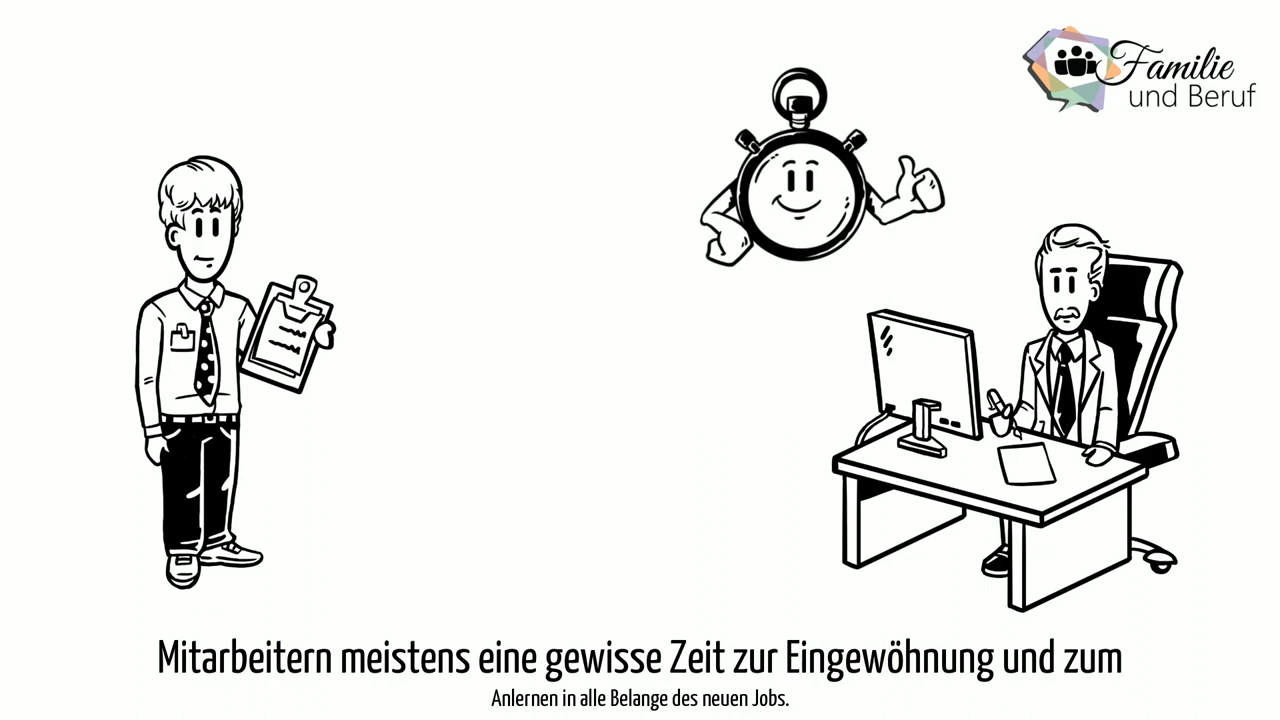 Familie
und Beruf
Mitarbeitern meistens eine gewisse Zeit zur Eingewöhnung und zum
Anlernen in alle Belange des neuen Jobs.